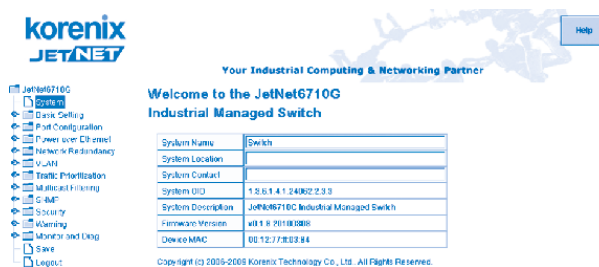 korenix
JETNET
Help
Your Industrial Computing & Networking Partner
JetNet6710G
System
Basic Setting
Port Configuration
Power over Ethernet
Network Redundancy
VLAN
Traffic Prioritization
Multicast Filtering
SNMP
Security
Warning
Monitor and Diag
Save
Logout
Welcome to the JetNet6710G
Industrial Managed Switch
System Name Switch
System Location
System Contact
System OID 1.3.6.1.4.1.24062.2.3.3
System Description JetNet6710G Industrial Managed Switch
Firmware Version
Device MAC
Copyright (c) 2006-2009 Korenix Technology Co., Ltd. All Rights Reserved.